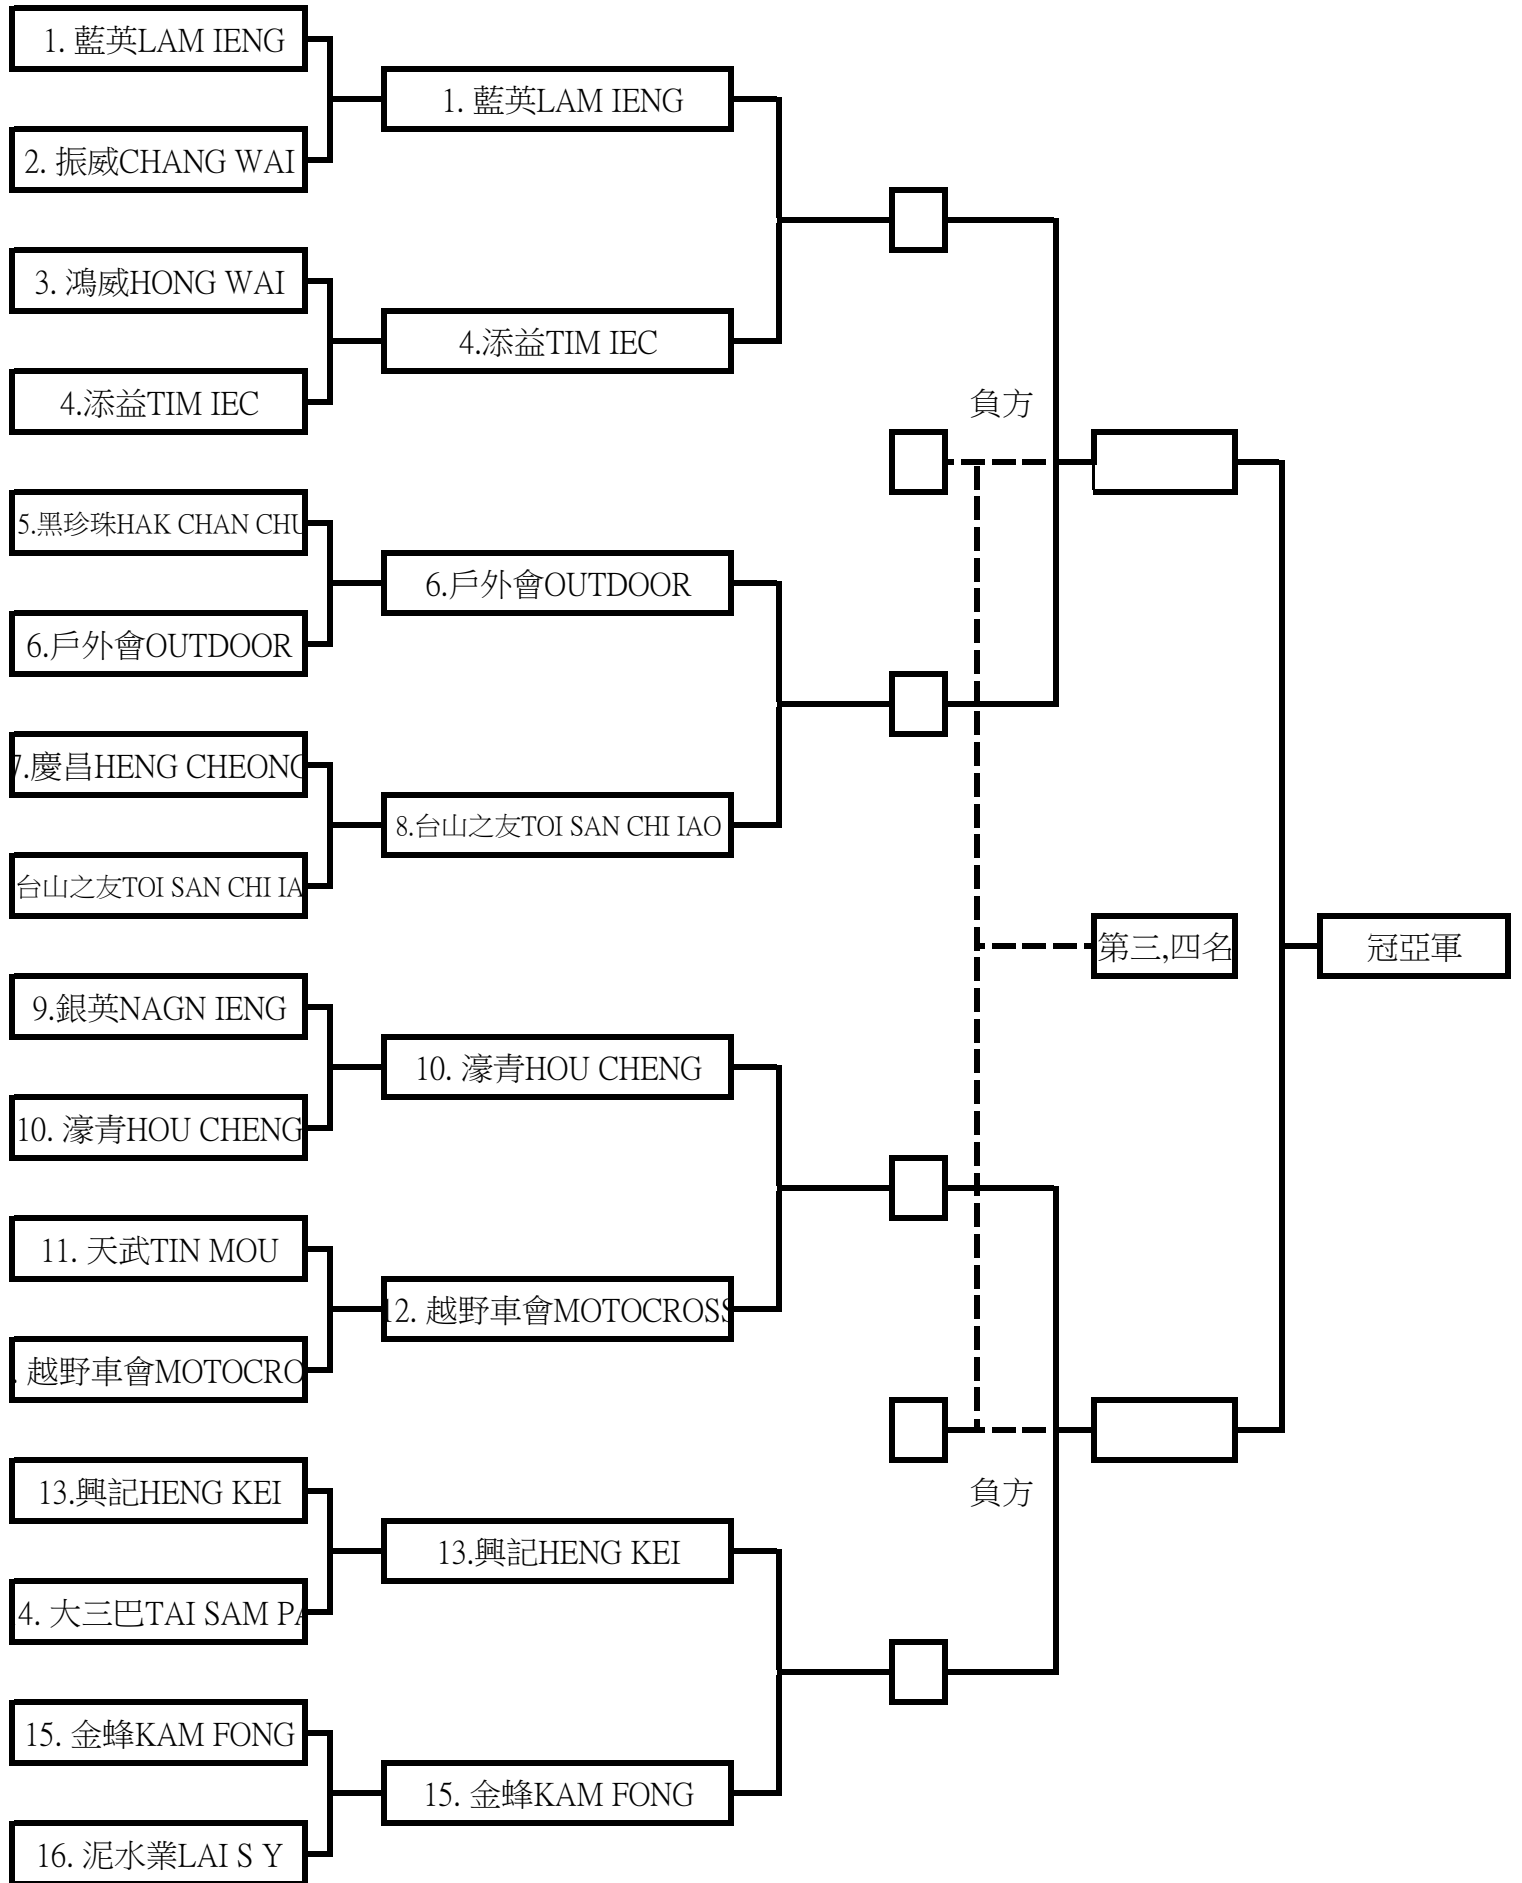 1. 藍英LAM IENG
2. 振威CHANG WAI
3. 鴻威HONG WAI
4.添益TIM IEC
5.黑珍珠HAK CHAN CHU
6.戶外會OUTDOOR
7.慶昌HENG CHEONG
台山之友TOI SAN CHI IA
9.銀英NAGN IENG
10. 濠青HOU CHENG
11. 天武TIN MOU
. 越野車會MOTOCRO
13.興記HENG KEI
4. 大三巴TAI SAM PA
15. 金蜂KAM FONG
16. 泥水業LAI S Y
1. 藍英LAM IENG
4.添益TIM IEC
6.戶外會OUTDOOR
8.台山之友TOI SAN CHI IAO
10. 濠青HOU CHENG
12. 越野車會MOTOCROSS
13.興記HENG KEI
15. 金蜂KAM FONG
負方
負方
第三,四名
冠亞軍